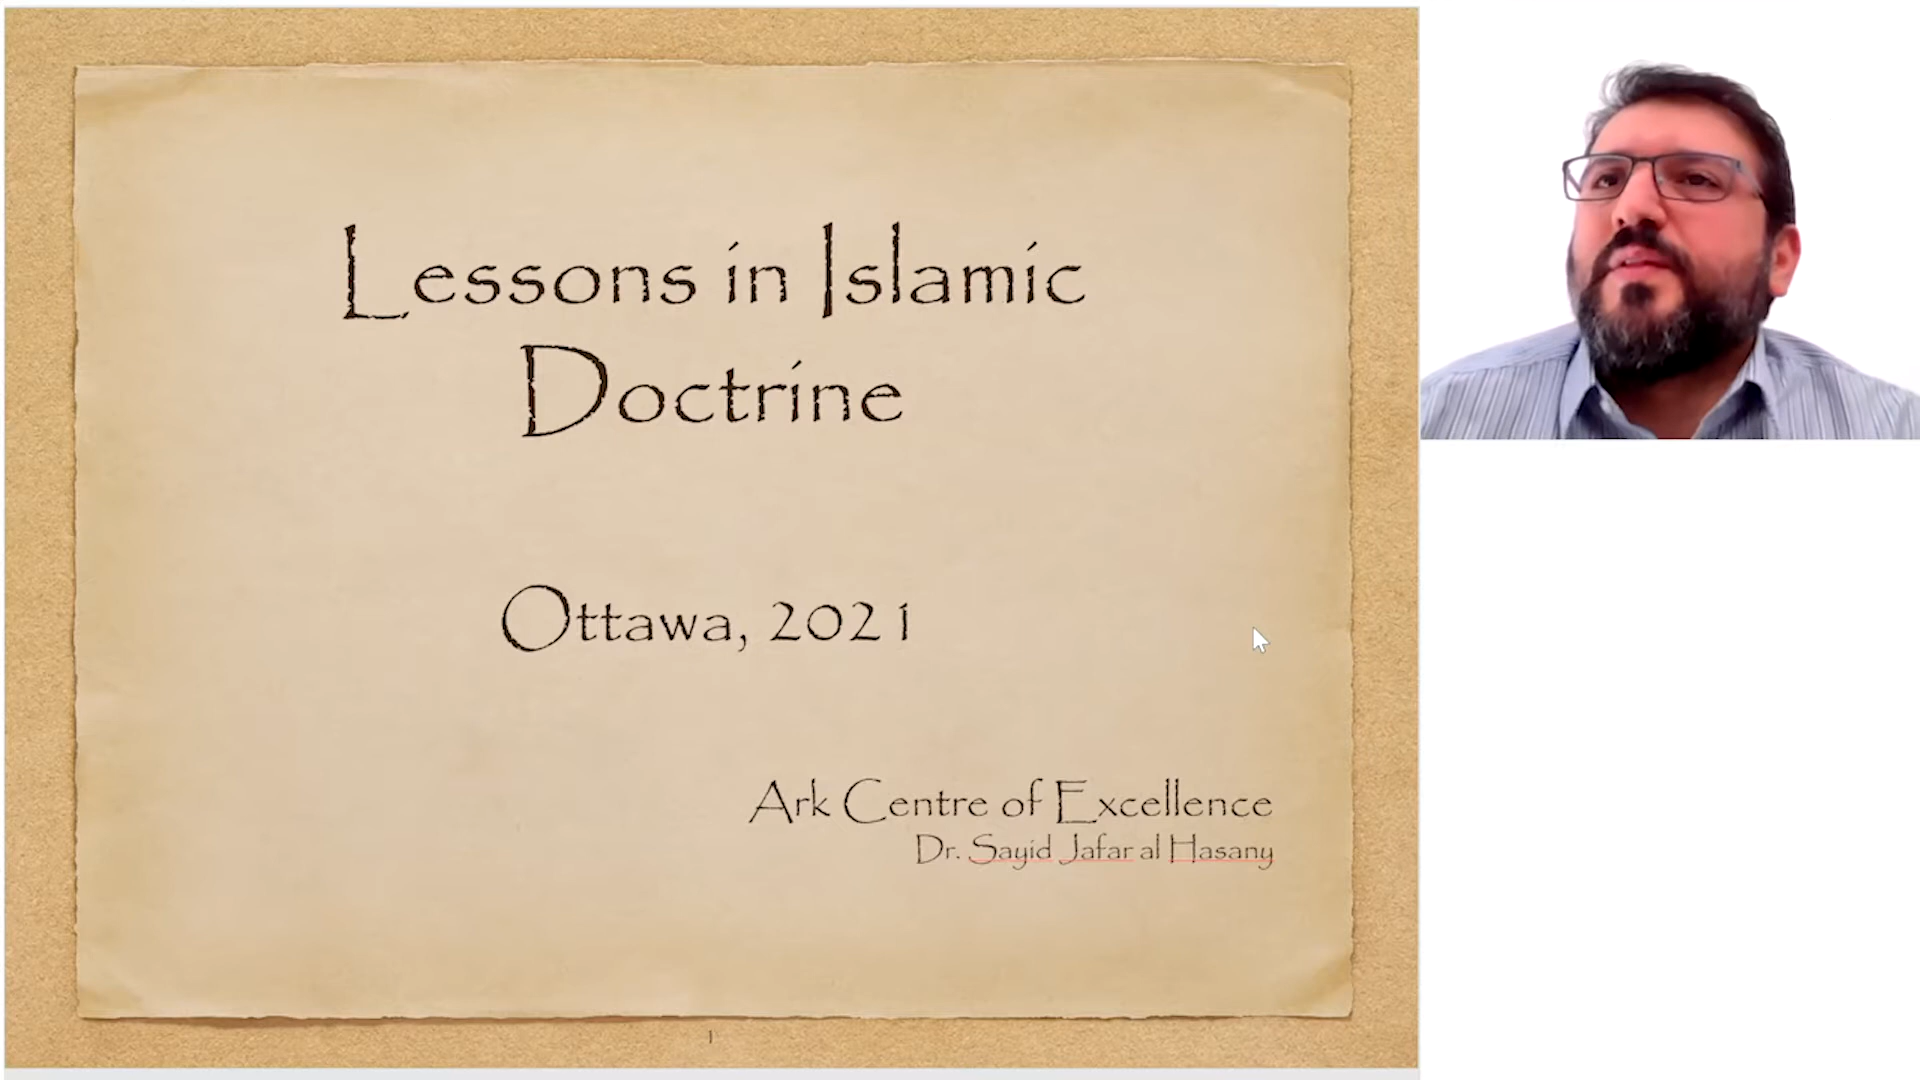 Lessons in Islamic
Doctrine
Ottawa, 2021
Ark Centre of Excellence
Dr. Sayid Jafar al Hasany
1